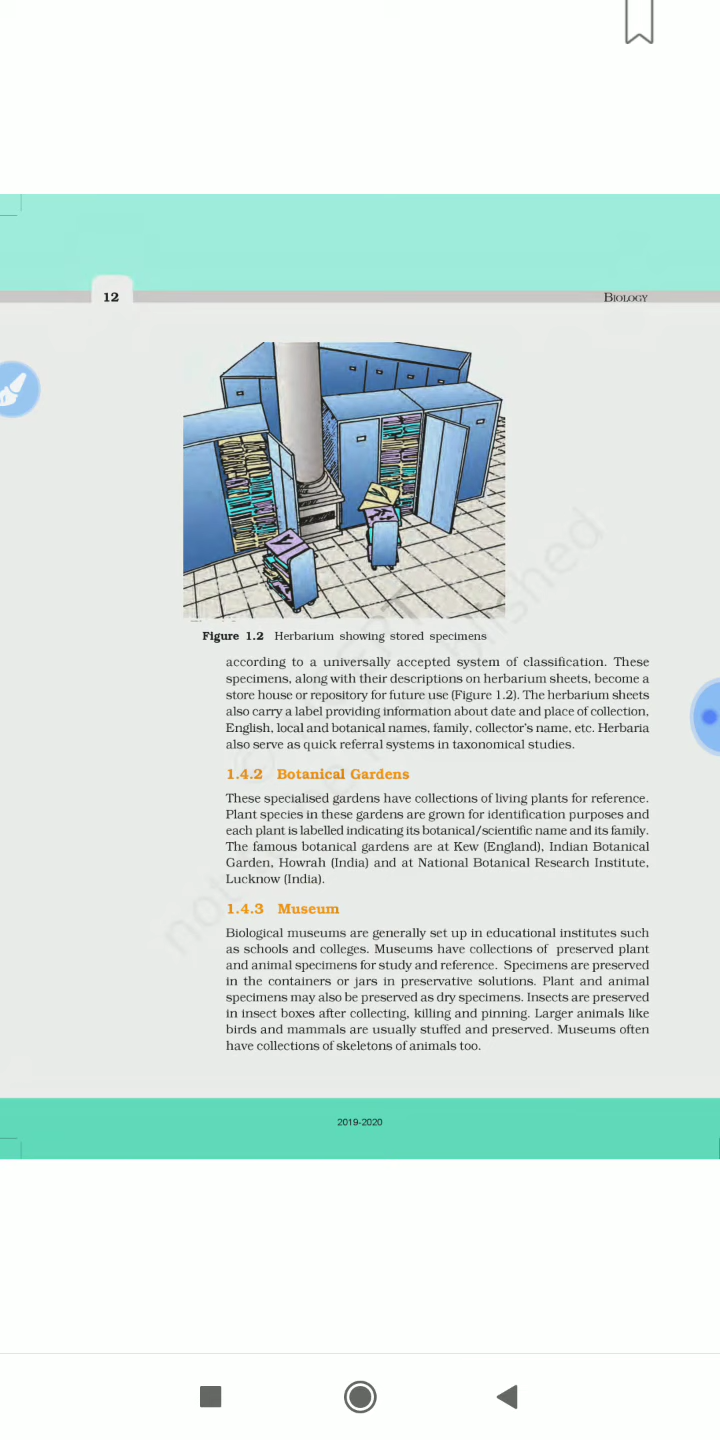 12
BIOLOGY
Figure 1.2 Herbarium showing stored specimens
according to a universally accepted system of classification. These
specimens, along with their descriptions on herbarium sheets, become a
store house or repository for future use (Figure 1.2). The herbarium sheets
also carry a label providing information about date and place of collection,
English, local and botanical names, family, collector's name, etc. Herbaria
also serve as quick referral systems in taxonomical studies.
1.4.2 Botanical Gardens
These specialised gardens have collections of living plants for reference.
Plant species in these gardens are grown for identification purposes and
each plant is labelled indicating its botanical/scientific name and its family.
The famous botanical gardens are at Kew (England), Indian Botanical
Garden, Howrah (India) and at National Botanical Research Institute,
Lucknow (India).
1.4.3 Museum
Biological museums are generally set up in educational institutes such
as schools and colleges. Museums have collections of preserved plant
and animal specimens for study and reference. Specimens are preserved
in the containers or jars in preservative solutions. Plant and animal
specimens may also be preserved as dry specimens. Insects are preserved
in insect boxes after collecting, killing and pinning. Larger animals like
birds and mammals are usually stuffed and preserved. Museums often
have collections of skeletons of animals too.
2019-2020